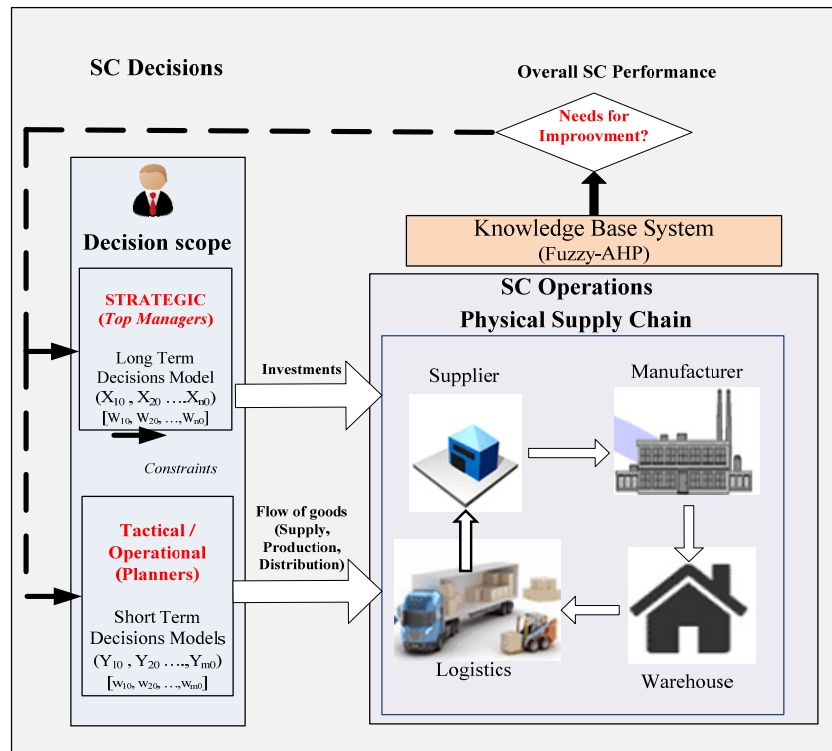 SC Decisions
Overall SC Performance
Needs for
Improovment?
Knowledge Base System
(Fuzzy-AHP)
Decision scope
STRATEGIC
(Top Managers)
Long Term
Decisions Model
(X10 , X20 ….,Xn0)
[w10, w20, …,wn0]
Constraints
Tactical /
Operational
(Planners)
Short Term
Decisions Models
(Y10 , Y20 ….,Ym0)
[w10, w20, …,wm0]
Investments
Flow of goods
(Supply,
Production,
Distribution)
SC Operations
Physical Supply Chain
Supplier
Manufacturer
Logistics
Warehouse